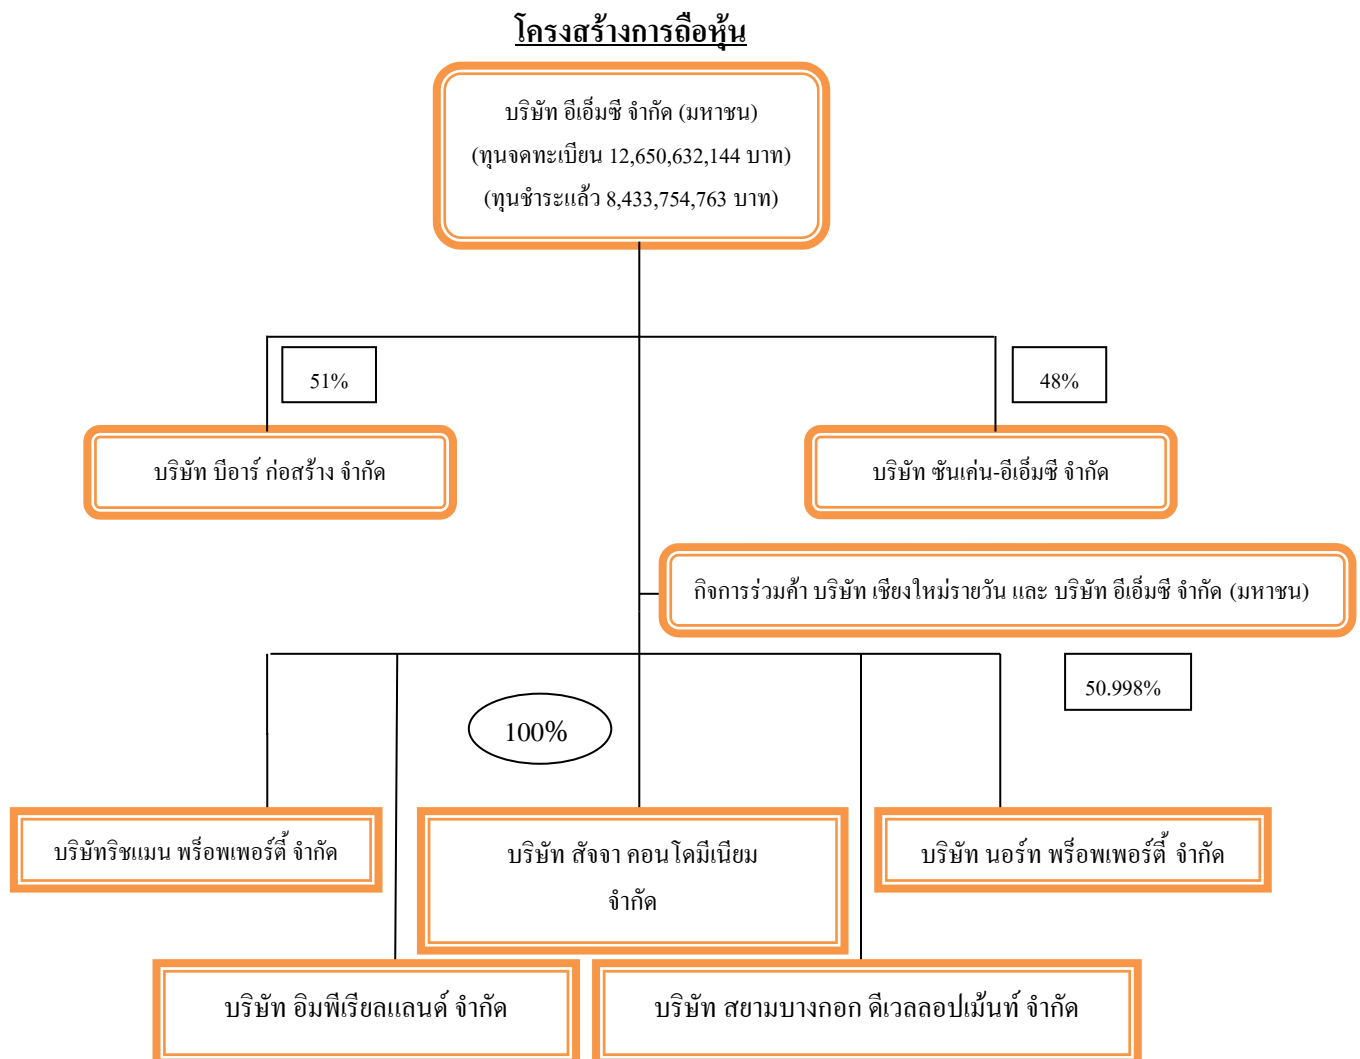 โครงสร้างการถือหุ้น
บริษัท อีเอ็มซี จำกัด (มหาชน)
(ทุนจดทะเบียน 12,650,632,144 บาท)
(ทุนชำระแล้ว 8,433,754,763 บาท)
51%
48%
บริษัท บีอาร์ ก่อสร้าง จำกัด
บริษัท ซันเค่น-อีเอ็มซี จำกัด
กิจการร่วมค้า บริษัท เชียงใหม่รายวัน และ บริษัท อีเอ็มซี จำกัด (มหาชน)
50.998%
100%
บริษัทริชแมน พร็อพเพอร์ตี้ จำกัด
บริษัท สัจจา คอนโดมีเนียม
จำกัด
บริษัท นอร์ท พร็อพเพอร์ตี้ จำกัด
บริษัท อิมพีเรียลแลนด์ จำกัด
บริษัท สยามบางกอก ดีเวลลอปเม้นท์ จำกัด